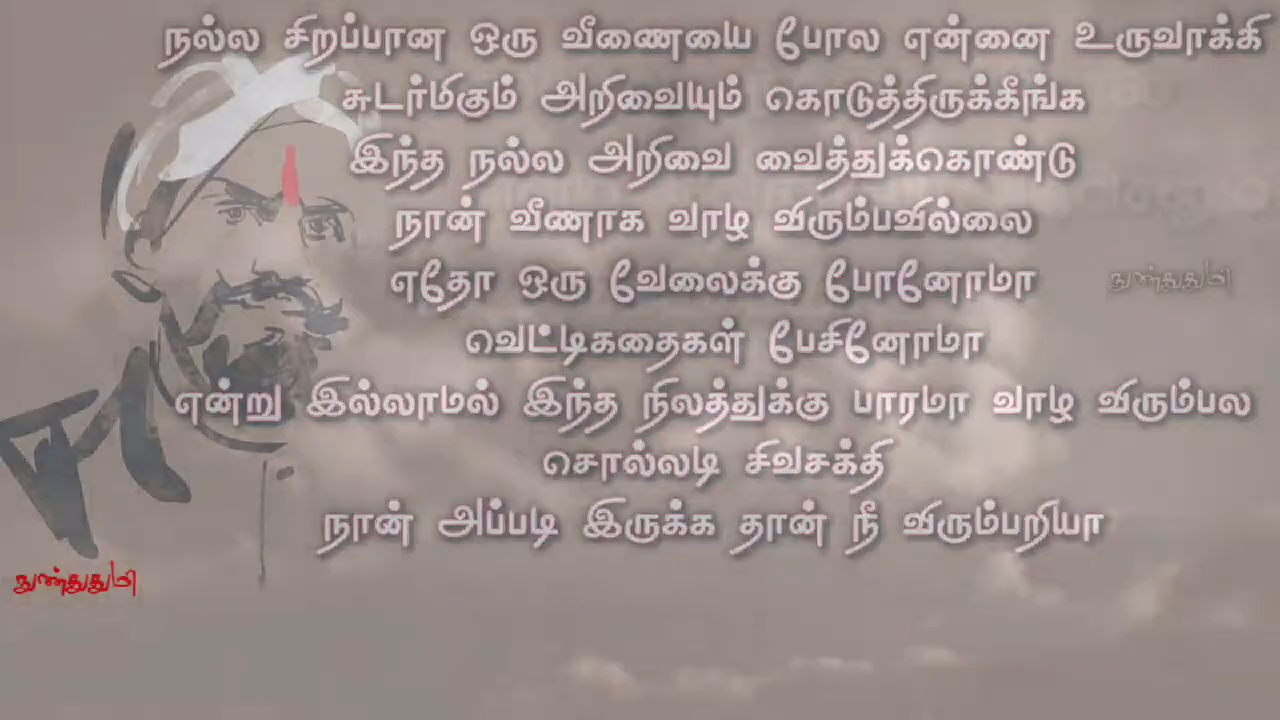 நல்ல சிறப்பான ஒரு வீணையை போல என்னை உருவாக்கி
சுடர்மிகும் அறிவையும் கொடுத்திருக்கீங்க
இந்த நல்ல அறிவை வைத்துக்கொண்டு
நான் வீணாக வாழ விரும்பவில்லை
எதோ ஒரு வேலைக்கு போனோமா
வெட்டிகதைகள் பேசினோமா
என்று இல்லாமல் இந்த நிலத்துக்கு பாரமா வாழ விரும்பல
சொல்லடி சிவசக்தி
நான் அப்படி இருக்க தான் நீ விரும்பறியா